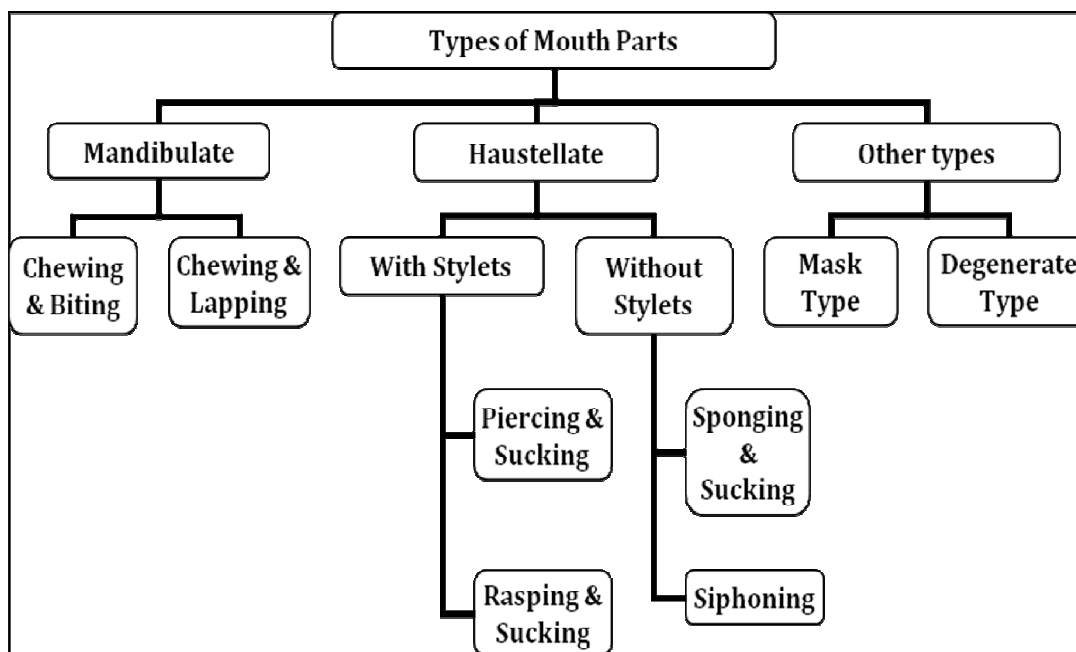 Types of Mouth Parts
Mandibulate
Haustellate
Other types
Chewing
& Biting
Chewing &
Lapping
With Stylets
Without
Stylets
Mask
Type
Degenerate
Type
Piercing &
Sucking
Sponging
&
Sucking
Rasping &
Sucking
Siphoning